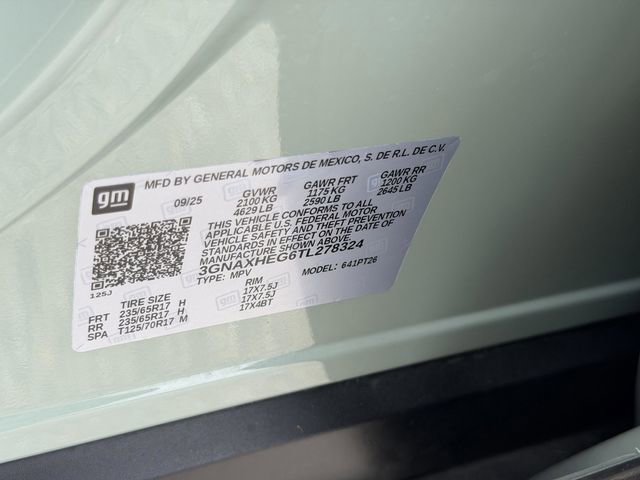 gm
MFD BY GENERAL MOTORS DE MEXICO, S. DE R.L. DE C.V.
09/25 GVWR GAWR FRT GAWR RR
2100 KG 1175 KG 1200 KG
4629 LB 2590 LB 2645 LB
THIS VEHICLE CONFORMS TO ALL
APPLICABLE U.S. FEDERAL MOTOR
VEHICLE SAFETY AND THEFT PREVENTION
STANDARDS IN EFFECT ON THE DATE OF
MANUFACTURE SHOWN ABOVE.
3GNAXHEG6TL278324
TYPE: MPV MODEL: 641PT26
125J
TIRE SIZE RIM
FRT 235/65R17 H 17X7.5J
RR 235/65R17 H 17X7.5J
SPA T125/70R17 M 17X4BT